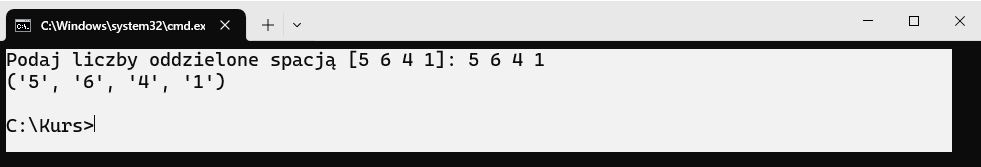 C:\Windows\system32\cmd.ex
Podaj liczby oddzielone spacją [5 6 4 1]: 5 6 4 1
('5', '6', '4', '1')
C:\Kurs>